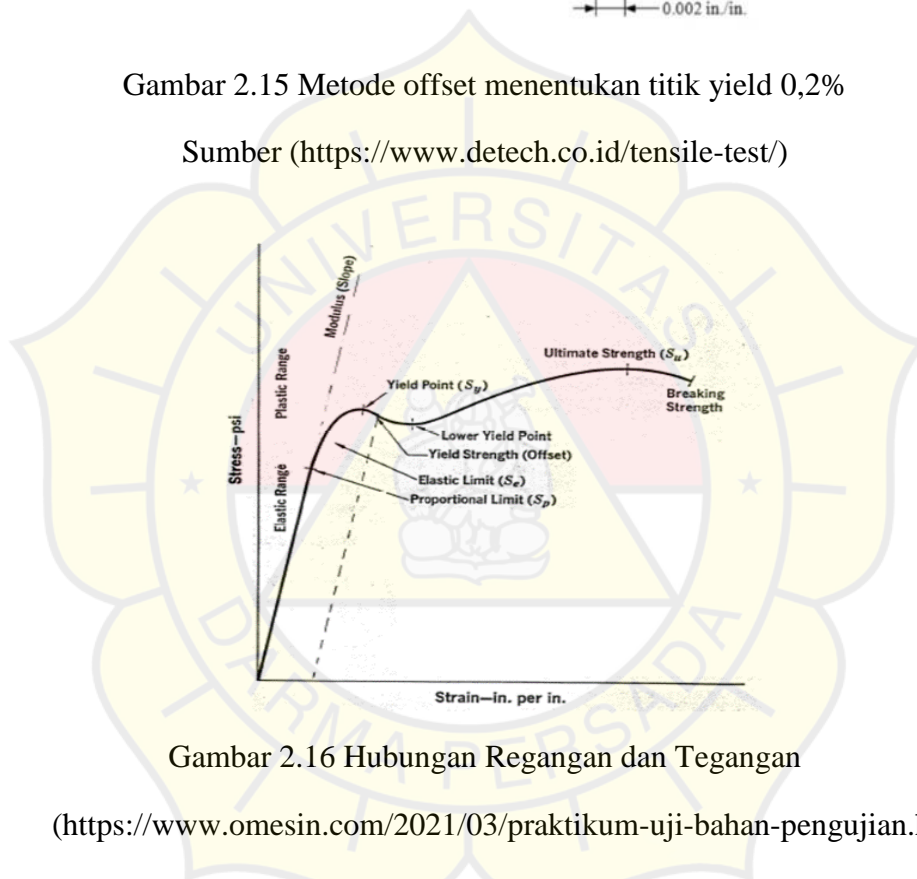 0.002 in./in.
Gambar 2.15 Metode offset menentukan titik yield 0,2%
Sumber (https://www.detech.co.id/tensile-test/)
UNIVERSITAS
Modulus (Slope)
Plastic Range
Ultimate Strength (Su)
Yield Point (Sy)
Breaking
Strength
Lower Yield Point
Stress—psi
Yield Strength (Offset)
Elastic Range
Elastic Limit (Se)
Proportional Limit (Sp)
Strain—in. per in.
DARMA PERSADA
Gambar 2.16 Hubungan Regangan dan Tegangan
(https://www.omesin.com/2021/03/praktikum-uji-bahan-pengujian.